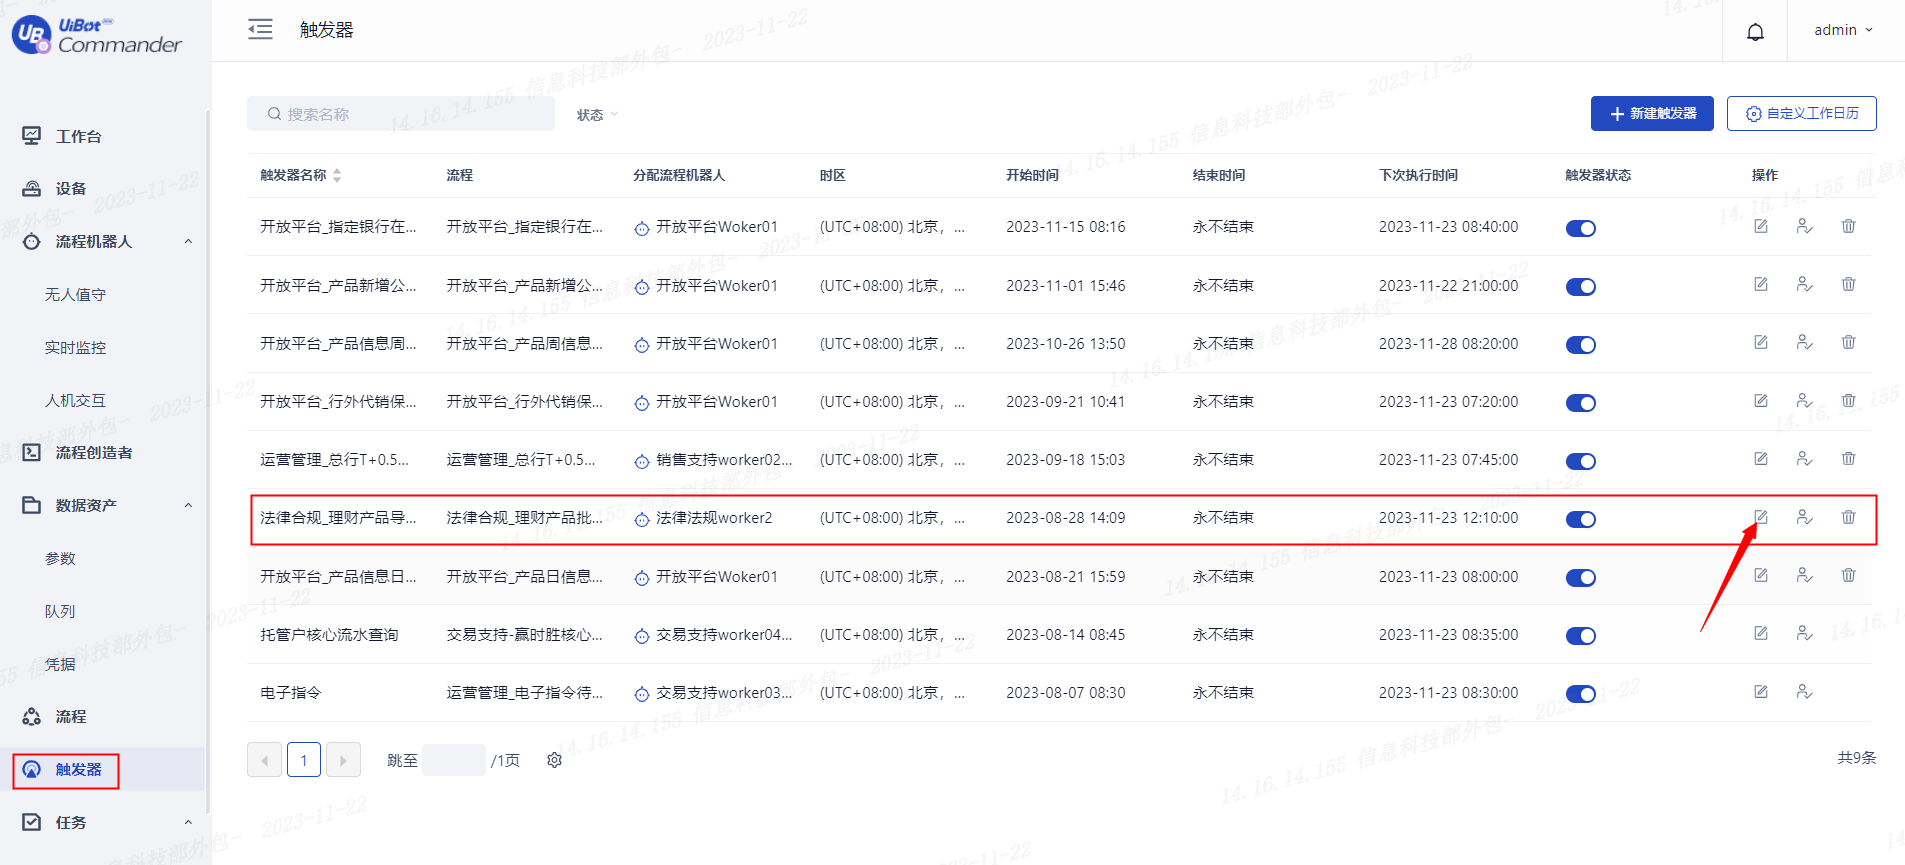 UiBot
Commander
触发器
admin
工作台
设备
流程机器人
无人值守
实时监控
人机交互
流程创造者
数据资产
参数
队列
凭据
流程
触发器
任务
搜索名称 状态 新建触发器 自定义工作日历
触发器名称 流程 分配流程机器人 时区 开始时间 结束时间 下次执行时间 触发器状态 操作
开放平台_指定银行在... 开放平台_指定银行在... 开放平台Woker01 (UTC+08:00) 北京，... 2023-11-15 08:16 永不结束 2023-11-23 08:40:00
开放平台_产品新增公... 开放平台_产品新增公... 开放平台Woker01 (UTC+08:00) 北京，... 2023-11-01 15:46 永不结束 2023-11-22 21:00:00
开放平台_产品信息周... 开放平台_产品周信息... 开放平台Woker01 (UTC+08:00) 北京，... 2023-10-26 13:50 永不结束 2023-11-28 08:20:00
开放平台_行外代销保... 开放平台_行外代销保... 开放平台Woker01 (UTC+08:00) 北京，... 2023-09-21 10:41 永不结束 2023-11-23 07:20:00
运营管理_总行T+0.5... 运营管理_总行T+0.5... 销售支持worker02... (UTC+08:00) 北京，... 2023-09-18 15:03 永不结束 2023-11-23 07:45:00
法律合规_理财产品导... 法律合规_理财产品批... 法律法规worker2 (UTC+08:00) 北京，... 2023-08-28 14:09 永不结束 2023-11-23 12:10:00
开放平台_产品信息日... 开放平台_产品日信息... 开放平台Woker01 (UTC+08:00) 北京，... 2023-08-21 15:59 永不结束 2023-11-23 08:00:00
托管户核心流水查询 交易支持-赢时胜核心... 交易支持worker04... (UTC+08:00) 北京，... 2023-08-14 08:45 永不结束 2023-11-23 08:35:00
电子指令 运营管理_电子指令待... 交易支持worker03... (UTC+08:00) 北京，... 2023-08-07 08:30 永不结束 2023-11-23 08:30:00
1 跳至 /1页 共9条
14.16.14.155 信息科技部外包- 2023-11-22